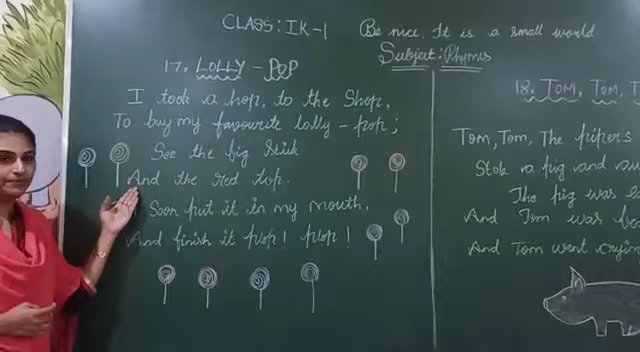 CLASS: IK-1
Be nice. It is a small world
Subject: Rhymes
17. LOLLY - POP
I took a hop, to the Shop,
To buy my favourite lolly - pop;
See the big stick
And the red top.
Soon put it in my mouth,
And finish it plop! plop!
18. TOM, TOM, T
Tom, Tom, The pipers
Stole a pig and
The pig was
And Tom was
And Tom went cryin